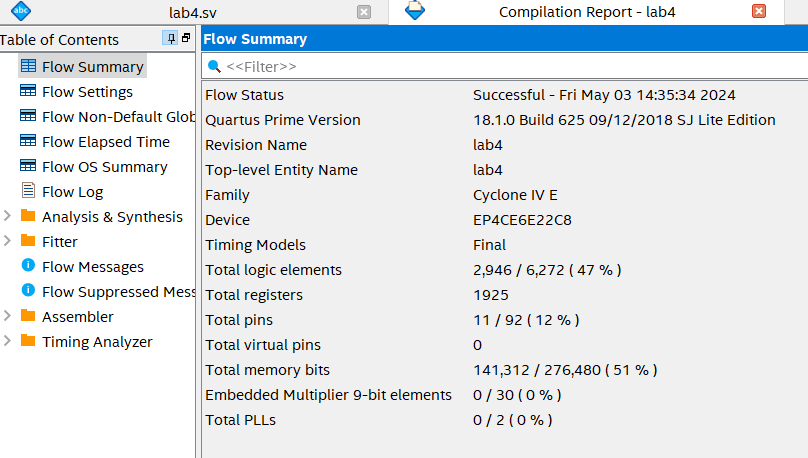 abc lab4.sv
Compilation Report - lab4
Table of Contents
Flow Summary
Flow Settings
Flow Non-Default Glob
Flow Elapsed Time
Flow OS Summary
Flow Log
Analysis & Synthesis
Fitter
Flow Messages
Flow Suppressed Mess
Assembler
Timing Analyzer
Flow Summary
<<Filter>>
Flow Status Successful - Fri May 03 14:35:34 2024
Quartus Prime Version 18.1.0 Build 625 09/12/2018 SJ Lite Edition
Revision Name lab4
Top-level Entity Name lab4
Family Cyclone IV E
Device EP4CE6E22C8
Timing Models Final
Total logic elements 2,946 / 6,272 ( 47 % )
Total registers 1925
Total pins 11 / 92 ( 12 % )
Total virtual pins 0
Total memory bits 141,312 / 276,480 ( 51 % )
Embedded Multiplier 9-bit elements 0 / 30 ( 0 % )
Total PLLs 0 / 2 ( 0 % )